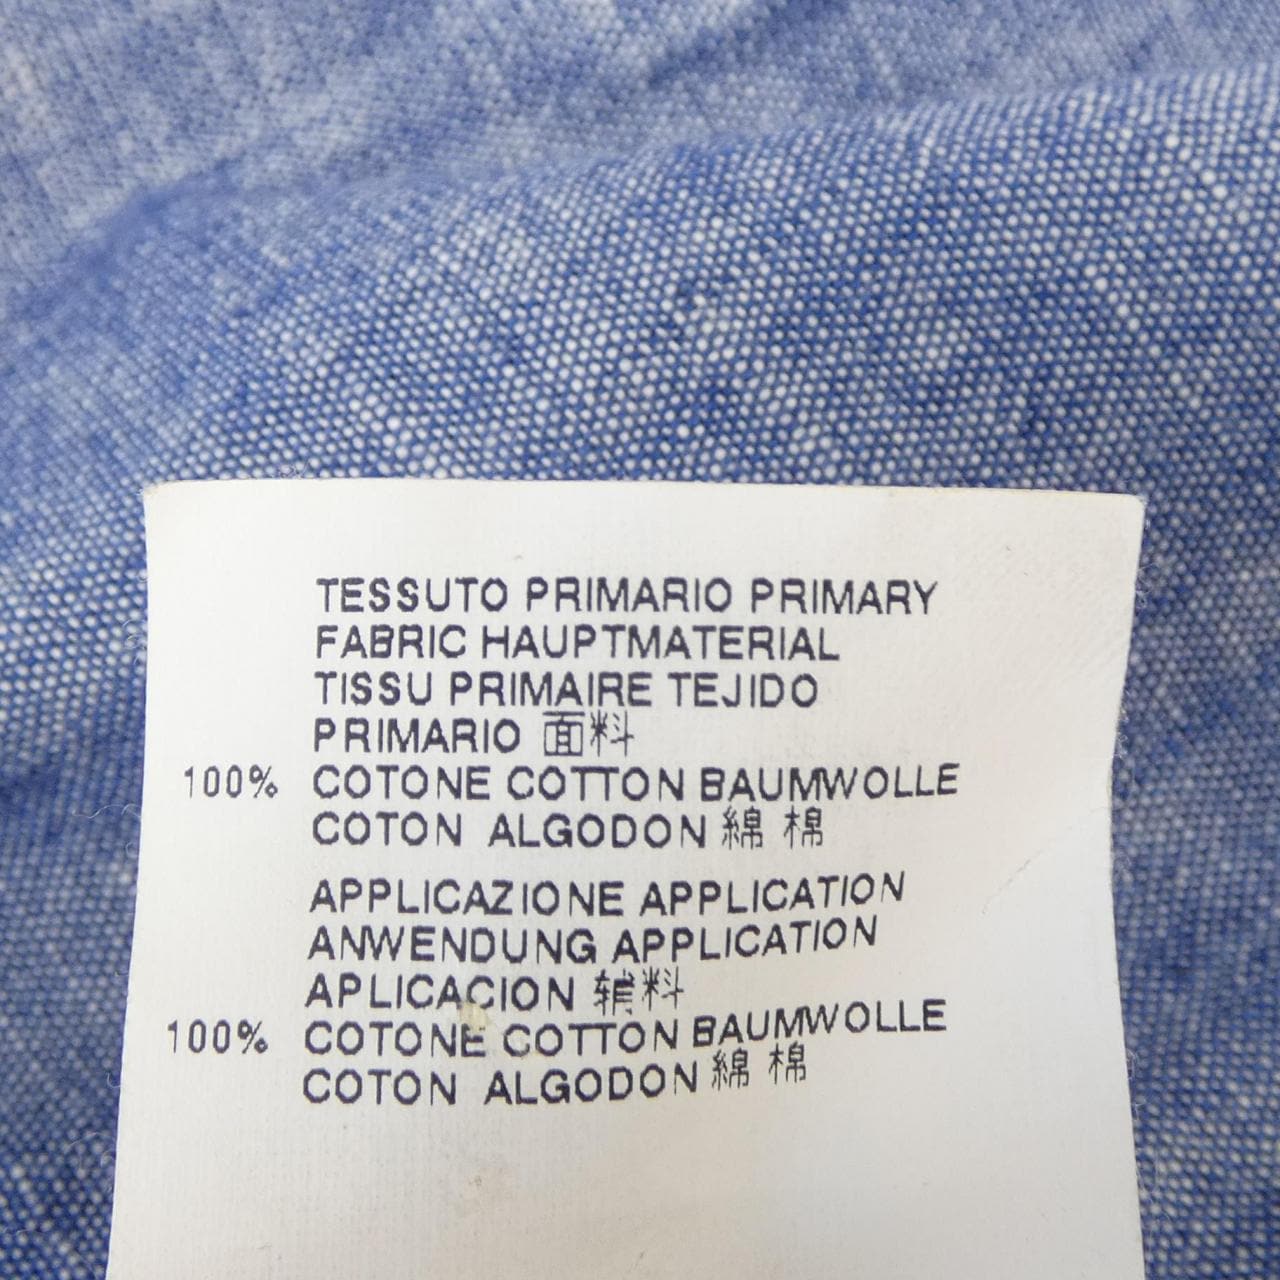 TESSUTO PRIMARIO PRIMARY
FABRIC HAUPTMATERIAL
TISSU PRIMAIRE TEJIDO
PRIMARIO 面料
100% COTONE COTTON BAUMWOLLE
COTON ALGODON 綿 棉
APPLICAZIONE APPLICATION
ANWENDUNG APPLICATION
APLICACION 辅料
100% COTONE COTTON BAUMWOLLE
COTON ALGODON 綿 棉